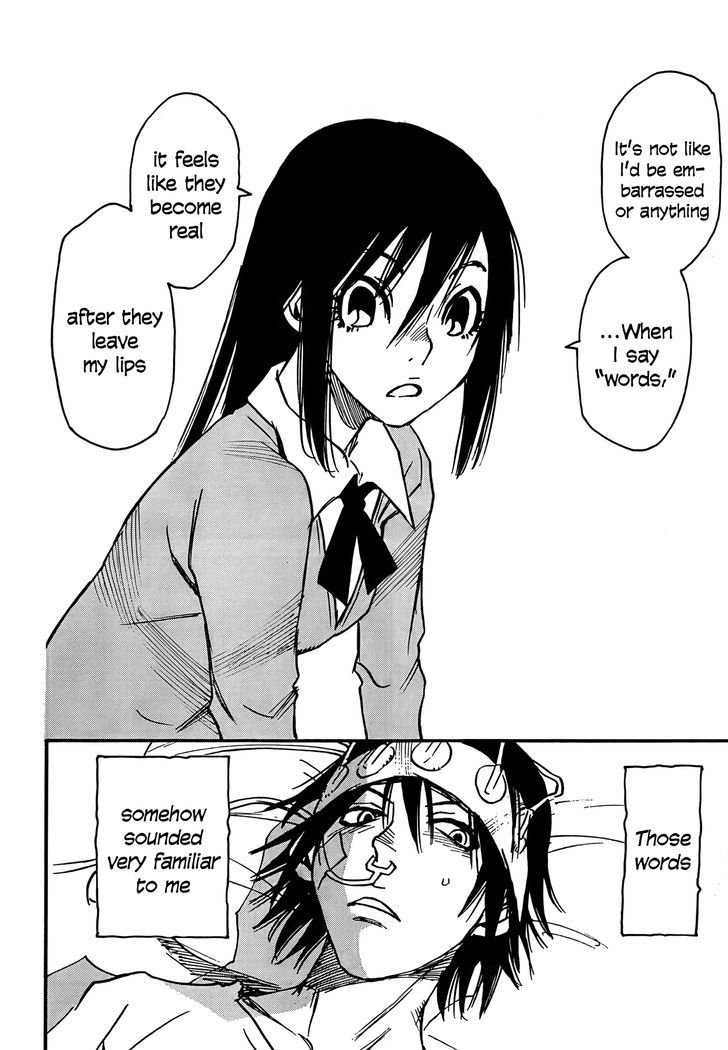 It's not like
I'd be em-
barrassed
or anything
...When
I say
"words,"
it feels
like they
become
real
after they
leave
my lips
Those
words
somehow
sounded
very familiar
to me